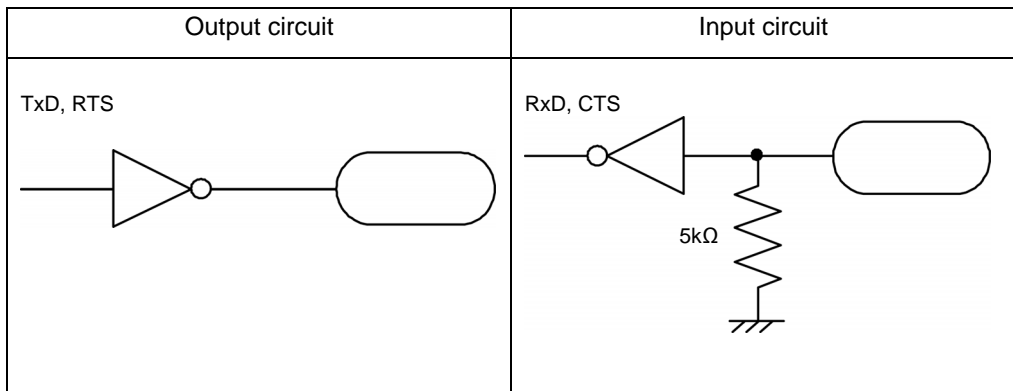 Output circuit
Input circuit
TxD, RTS
RxD, CTS
5kΩ